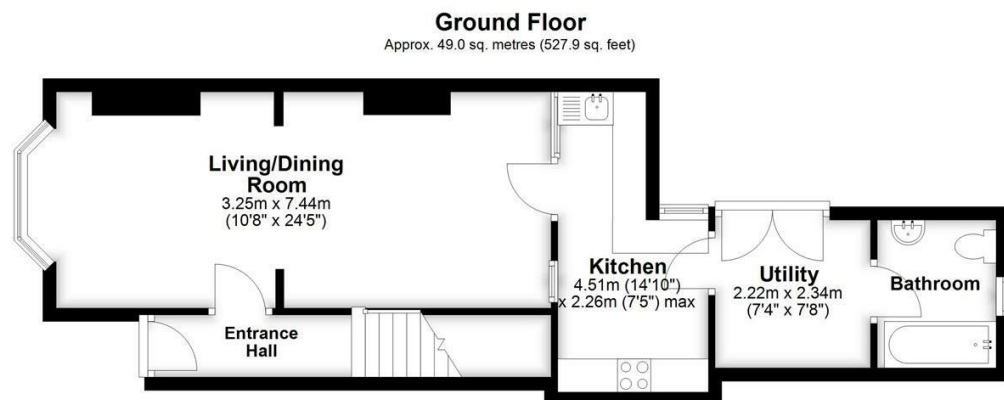 Ground Floor
Approx. 49.0 sq. metres (527.9 sq. feet)
Living/Dining
Room
3.25m x 7.44m
(10'8" x 24'5")
Kitchen
4.51m (14'10")
x 2.26m (7'5") max
Utility
2.22m x 2.34m
(7'4" x 7'8")
Bathroom
Entrance
Hall